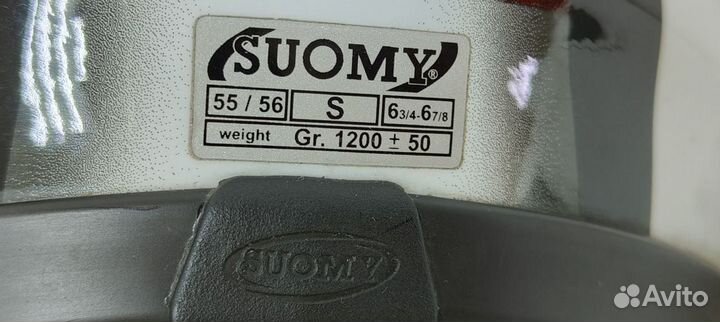 SUOMY®
55 / 56 S 6 3/4-6 7/8
weight Gr. 1200 ± 50
SUOMY
Avito